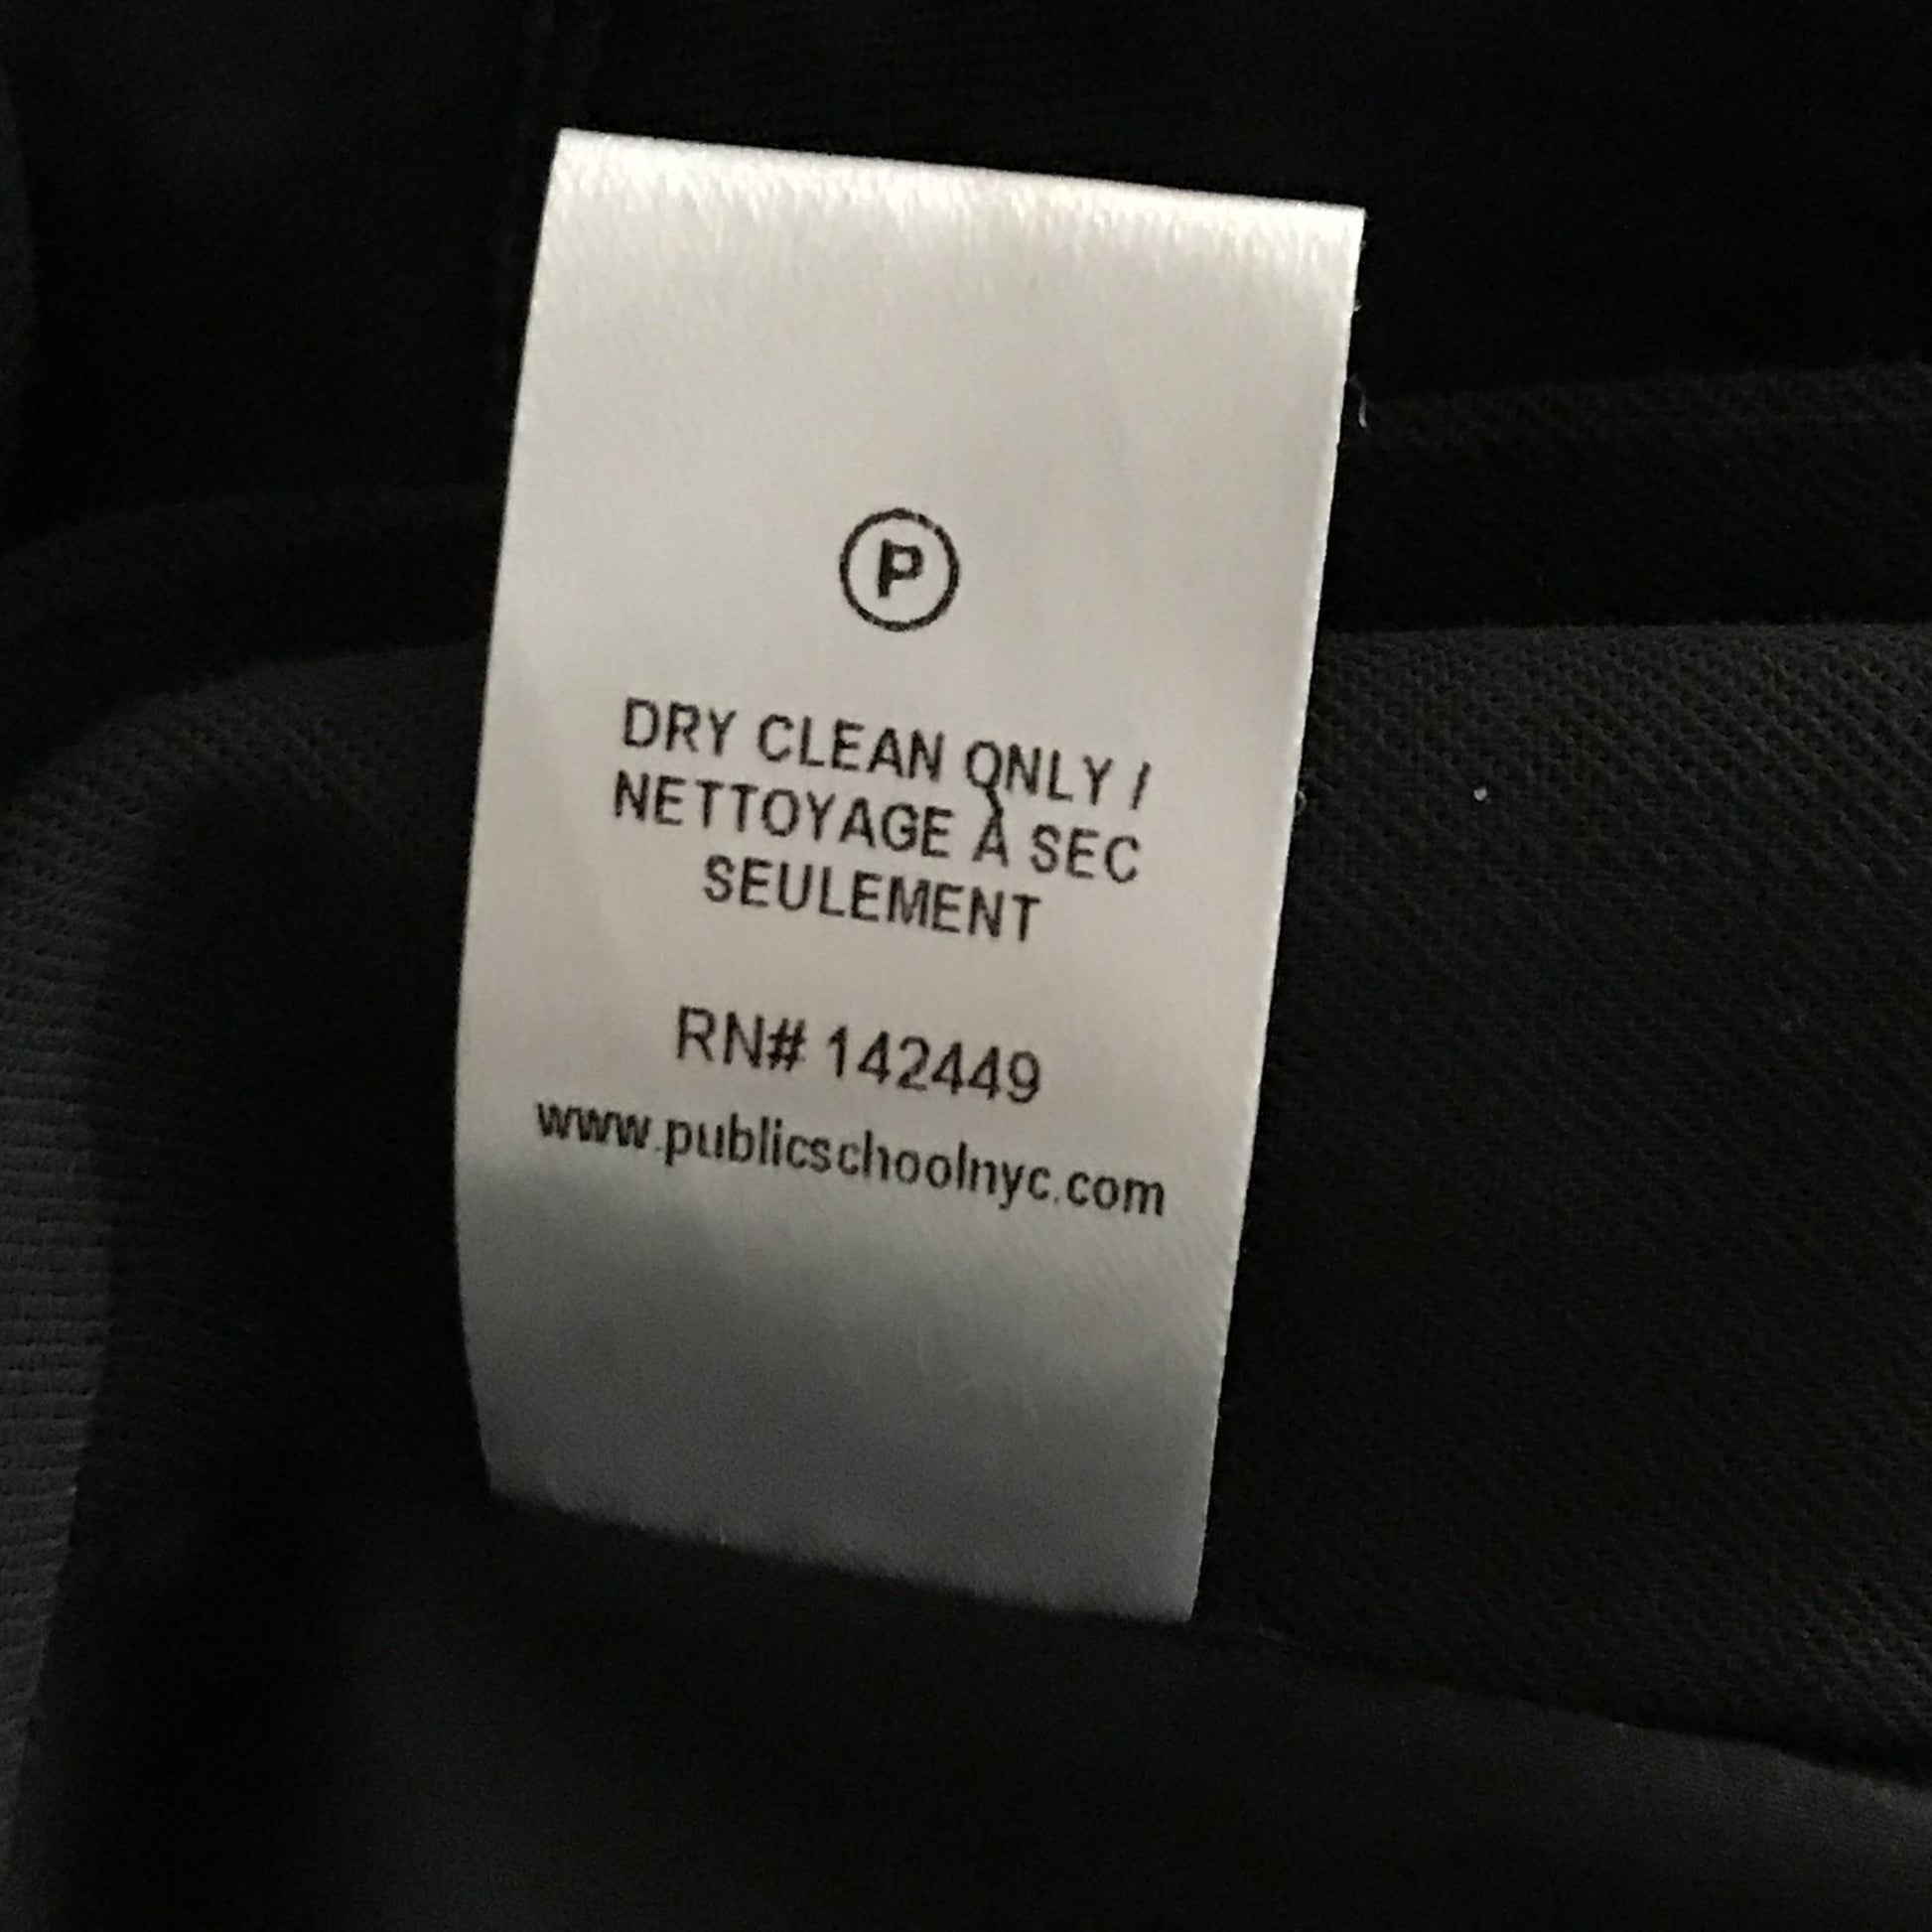 P
DRY CLEAN ONLY /
NETTOYAGE À SEC
SEULEMENT
RN# 142449
www.publicschoolnyc.com